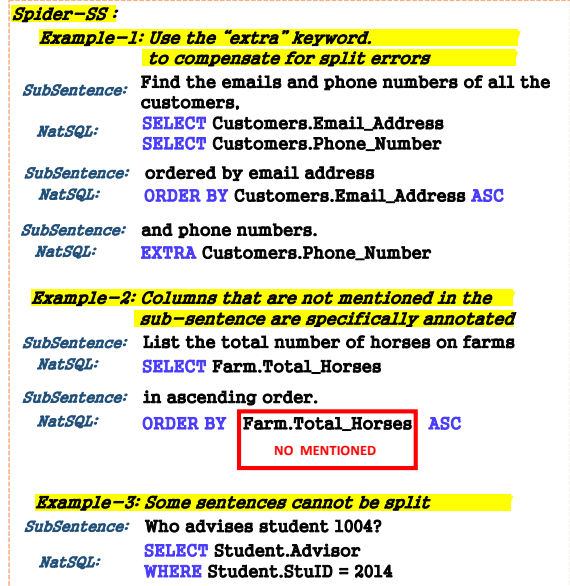 Spider-SS:
Example-1: Use the "extra" keyword.
to compensate for split errors
SubSentence: Find the emails and phone numbers of all the
customers,
NatSQL: SELECT Customers.Email_Address
SELECT Customers.Phone_Number
SubSentence: ordered by email address
NatSQL: ORDER BY Customers.Email_Address ASC
SubSentence: and phone numbers.
NatSQL: EXTRA Customers.Phone_Number
Example-2: Columns that are not mentioned in the
sub-sentence are specifically annotated
SubSentence: List the total number of horses on farms
NatSQL: SELECT Farm.Total_Horses
SubSentence: in ascending order.
NatSQL: ORDER BY Farm.Total_Horses ASC
NO MENTIONED
Example-3: Some sentences cannot be split
SubSentence: Who advises student 1004?
NatSQL: SELECT Student.Advisor
WHERE Student.StuID = 2014